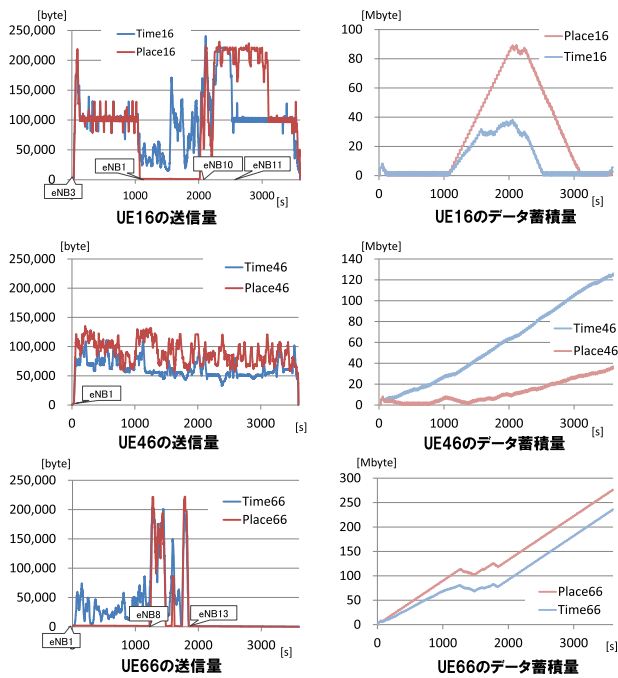 [byte]
250,000
200,000
150,000
100,000
50,000
0
Time16
Place16
eNB3
eNB1
eNB10
eNB11
0
1000
2000
3000
[s]
UE16の送信量
[Mbyte]
100
80
60
40
20
0
Place16
Time16
0
1000
2000
3000
[s]
UE16のデータ蓄積量
[byte]
250,000
200,000
150,000
100,000
50,000
0
Time46
Place46
eNB1
0
1000
2000
3000
[s]
UE46の送信量
[Mbyte]
140
120
100
80
60
40
20
0
Time46
Place46
0
1000
2000
3000
[s]
UE46のデータ蓄積量
[byte]
250,000
200,000
150,000
100,000
50,000
0
Time66
Place66
eNB1
eNB8
eNB13
0
1000
2000
3000
[s]
UE66の送信量
[Mbyte]
300
250
200
150
100
50
0
Place66
Time66
0
1000
2000
3000
[s]
UE66のデータ蓄積量